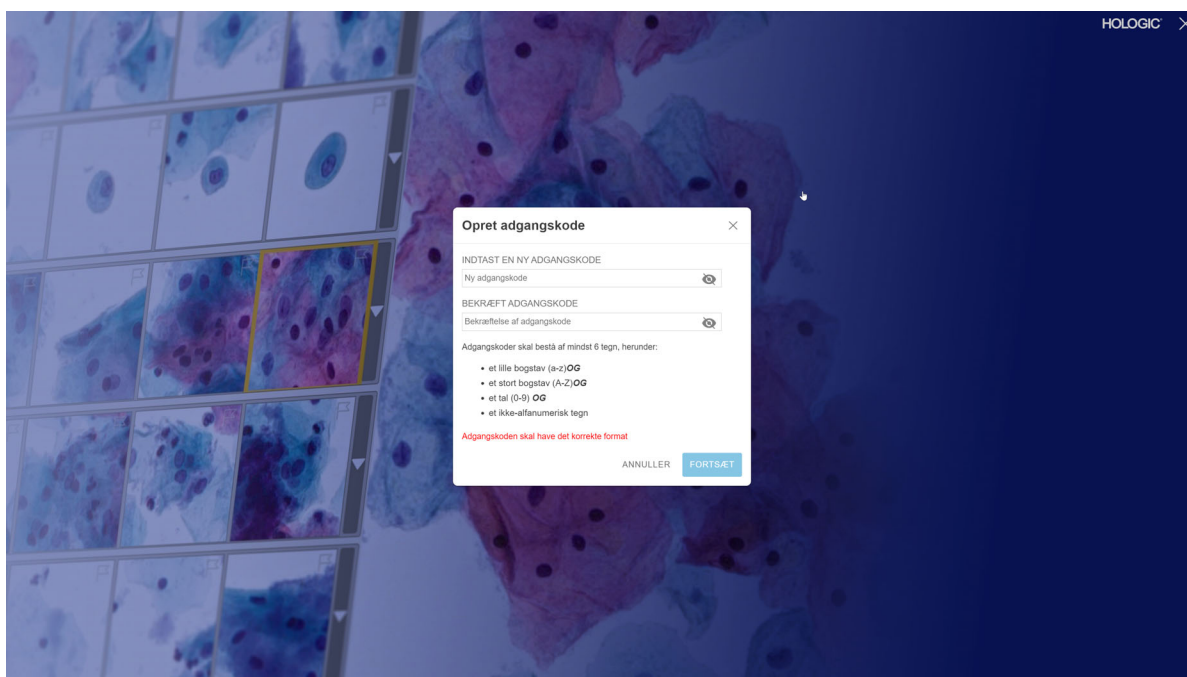 HOLOGIC
Opret adgangskode
INDTAST EN NY ADGANGSKODE
Ny adgangskode
BEKRÆFT ADGANGSKODE
Bekræftelse af adgangskode
Adgangskoder skal bestå af mindst 6 tegn, herunder:
• et lille bogstav (a-z)OG
• et stort bogstav (A-Z)OG
• et tal (0-9) OG
• et ikke-alfanumerisk tegn
Adgangskoden skal have det korrekte format
ANNULLER FORTSÆT